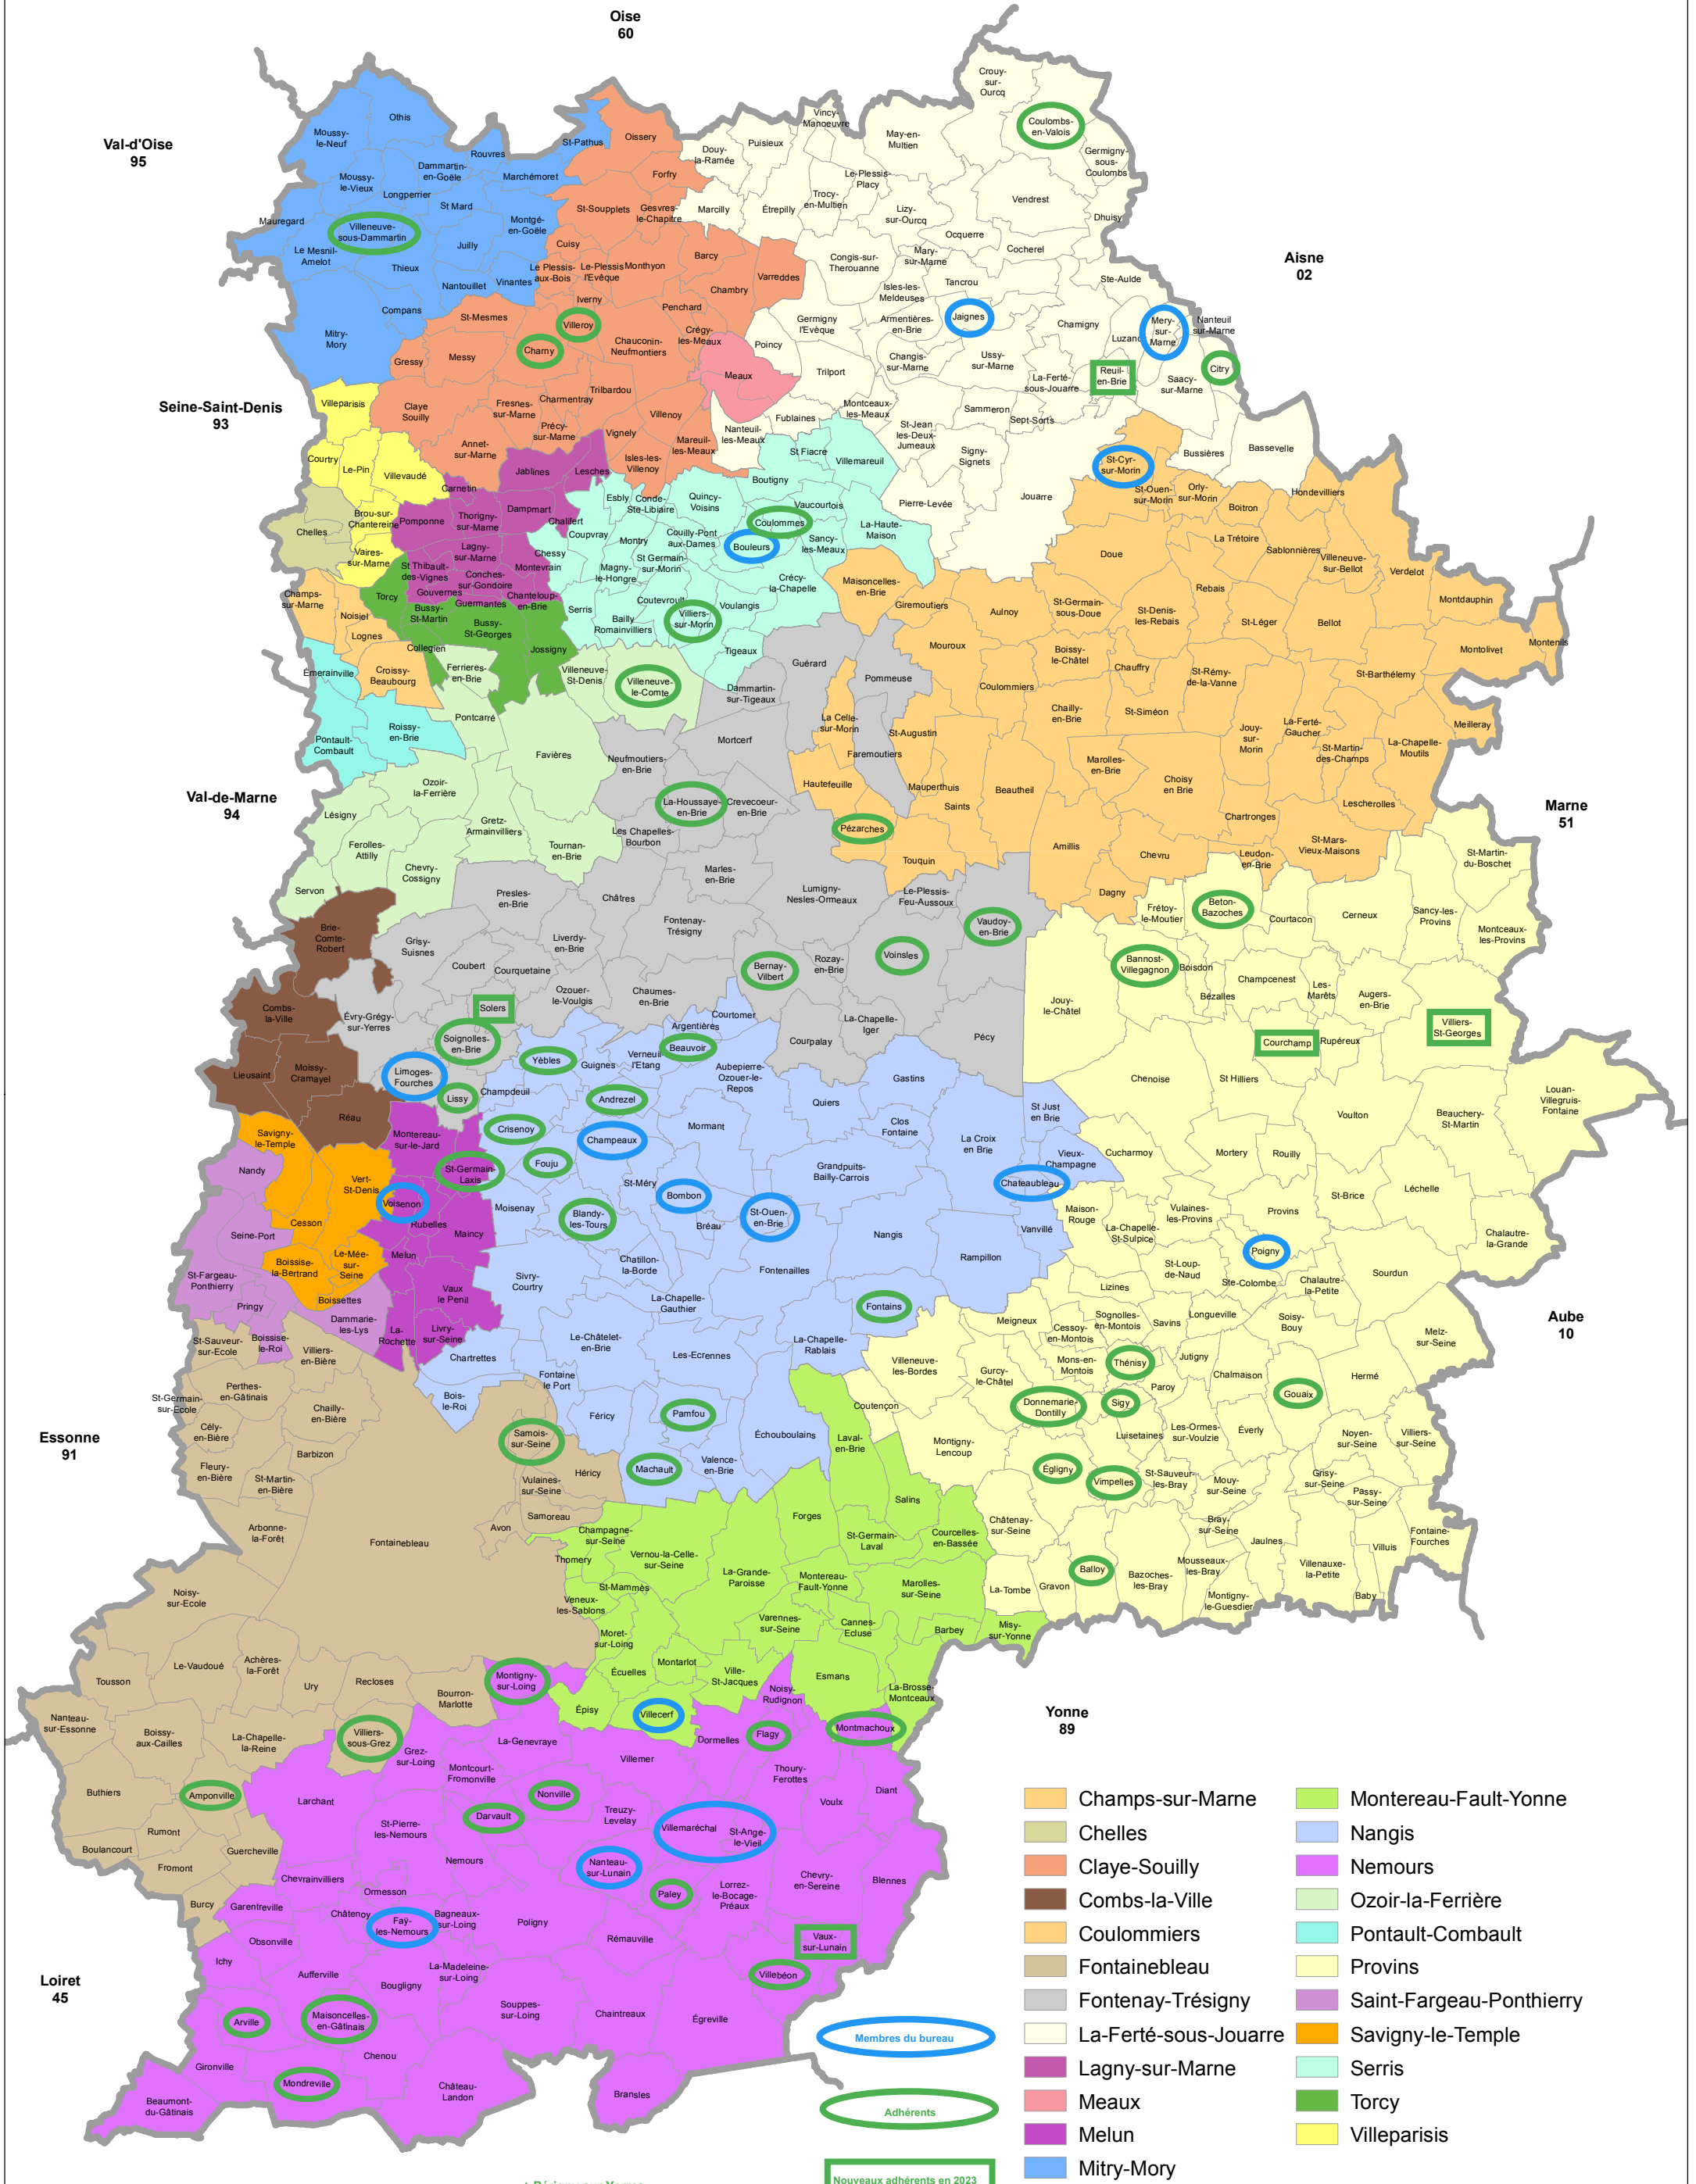 Oise
60
Val-d'Oise
95
Aisne
02
Seine-Saint-Denis
93
Val-de-Marne
94
Marne
51
Aube
10
Essonne
91
Yonne
89
Loiret
45
Crouy-
sur-
Ourcq
Coulombs-
en-Valois
Germigny-
sous-
Coulombs
Vincy-
Manoeuvre
May-en-
Multien
Puisieux
Douy-
la-Ramée
Le-Plessis-
Placy
Trocy-
en-Multien
Vendrest
Dhuisy
Marcilly
Étrepilly
Lizy-
sur-Ourcq
Ocquerre
Cocherel
Congis-sur-
Therouanne
Mary-
sur-Marne
Isles-les-
Meldeuses
Tancrou
Ste-Aulde
Germigny
l'Evèque
Armentières-
en-Brie
Jaignes
Chamigny
Mery-
sur-
Marne
Nanteuil
sur-Marne
Citry
Poincy
Trilport
Changis-
sur-Marne
Ussy-
sur-Marne
La-Ferté-
sous-Jouarre
Reuil-
en-Brie
Saacy-
sur-Marne
Montceaux-
les-Meaux
Fublaines
Nanteuil-
les-Meaux
St-Jean
les-Deux-
Jumeaux
Sammeron
Sept-Sorts
Signy-
Signets
Pierre-Levée
Jouarre
Bussières
Bassevelle
Othis
Moussy-
le-Neuf
Rouvres
St-Pathus
Dammartin-
en-Goële
Marchémoret
Moussy-
le-Vieux
Longperrier
St Mard
Montgé-
en-Goële
Mauregard
Villeneuve-
sous-Dammartin
Le Mesnil-
Amelot
Juilly
Thieux
Nantouillet
Vinantes
Compans
Mitry-
Mory
Oissery
Forfry
St-Soupplets
Gesvres-
le-Chapitre
Cuisy
Le Plessis-
aux-Bois
Le-Plessis
l'Evêque
Monthyon
Barcy
Varreddes
Chambry
Iverny
Penchard
St-Mesmes
Villeroy
Charny
Crégy-
les-Meaux
Chauconin-
Neufmontiers
Messy
Gressy
Meaux
Trilbardou
Claye
Souilly
Fresnes-
sur-Marne
Charmentray
Précy-
sur-Marne
Villenoy
Vignely
Mareuil-
les-Meaux
Isles-les-
Villenoy
Annet-
sur-Marne
Villeparisis
Courtry
Le-Pin
Villevaudé
Brou-sur-
Chantereine
Vaires-
sur-Marne
Chelles
Jablines
Lesches
Carnetin
Pomponne
Thorigny-
sur-Marne
Dampmart
Chalifert
Lagny-
sur-Marne
St Thibault-
des-Vignes
Conches-
sur-Gondoire
Montevrain
Gouvernes
Guermantes
Chanteloup-
en-Brie
Torcy
Bussy-
St-Martin
Bussy-
St-Georges
Collegien
Jossigny
Champs-
sur-Marne
Noisiel
Lognes
Croissy-
Beaubourg
Émerainville
Pontault-
Combault
Roissy-
en-Brie
St Fiacre
Villemareuil
Boutigny
Esbly
Conde-
Ste-Libiaire
Quincy-
Voisins
Vaucourtois
Coulommes
Coupvray
Montry
Couilly-Pont
aux-Dames
Bouleurs
Sancy-
les-Meaux
La-Haute-
Maison
Chessy
Magny-
le-Hongre
St Germain-
sur-Morin
Crécy-
la-Chapelle
Coutevroult
Serris
Bailly
Romainvilliers
Villiers-
sur-Morin
Voulangis
Tigeaux
St-Cyr-
sur-Morin
St-Ouen-
sur-Morin
Orly-
sur-Morin
Hondevilliers
Boitron
Doue
La Trétoire
Sablonnières
Villeneuve-
sur-Bellot
Verdelot
Montdauphin
Montenils
Montolivet
Maisoncelles-
en-Brie
Giremoutiers
Aulnoy
St-Germain-
sous-Doue
Rebais
St-Denis-
les-Rebais
St-Léger
Bellot
Mouroux
Boissy-
le-Châtel
Chauffry
St-Rémy-
de-la-Vanne
St-Barthélemy
Coulommiers
Chailly-
en-Brie
St-Siméon
Jouy-
sur-
Morin
La-Ferté-
Gaucher
Meilleray
La Celle-
sur-Morin
St-Augustin
St-Martin-
des-Champs
La-Chapelle-
Moutils
Marolles-
en-Brie
Choisy
en Brie
Hautefeuille
Mauperthuis
Saints
Beautheil
Lescherolles
Pézarches
Chartronges
Touquin
Amillis
Chevru
Leudon-
en-Brie
St-Mars-
Vieux-Maisons
Dagny
Ferrieres-
en-Brie
Villeneuve-
St-Denis
Villeneuve-
le-Comte
Pontcarré
Favières
Ozoir-
la-Ferrière
Lésigny
Gretz-
Armainvilliers
Ferolles-
Attilly
Tournan-
en-Brie
Chevry-
Cossigny
Servon
Guérard
Pommeuse
Dammartin-
sur-Tigeaux
Mortcerf
Faremoutiers
Neufmoutiers-
en-Brie
La-Houssaye-
en-Brie
Crevecoeur-
en-Brie
Les Chapelles-
Bourbon
Marles-
en-Brie
Lumigny-
Nesles-Ormeaux
Le-Plessis-
Feu-Aussoux
Vaudoy-
en-Brie
Presles-
en-Brie
Châtres
Fontenay-
Trésigny
Grisy-
Suisnes
Liverdy-
en-Brie
Coubert
Courquetaine
Bernay-
Vilbert
Rozay-
en-Brie
Voinsles
Ozouer-
le-Voulgis
Chaumes-
en-Brie
Solers
Évry-Grégy-
sur-Yerres
Soignolles-
en-Brie
La-Chapelle-
Iger
Courpalay
Pécy
Limoges-
Fourches
Lissy
Brie-
Comte-
Robert
Combs-
la-Ville
Lieusaint
Moissy-
Cramayel
Réau
Savigny-
le-Temple
Nandy
Vert-
St-Denis
Cesson
Seine-Port
Boissise-
la-Bertrand
Le-Mée-
sur-
Seine
Boissettes
St-Fargeau-
Ponthierry
Pringy
Dammarie-
les-Lys
Boissise-
le-Roi
Montereau-
sur-le-Jard
St-Germain-
Laxis
Voisenon
Rubelles
Maincy
Melun
Vaux
le Penil
La-
Rochette
Livry-
sur-Seine
Courtomer
Argentières
Beauvoir
Yèbles
Guignes
Verneuil
l'Etang
Aubepierre-
Ozouer-le-
Repos
Champdeuil
Andrezel
Crisenoy
Champeaux
Mormant
Quiers
Gastins
Clos
Fontaine
St Just
en Brie
La Croix
en Brie
Vieux-
Champagne
Fouju
St-Méry
Bombon
Grandpuits-
Bailly-Carrois
Chateaubleau
Moisenay
Blandy-
les-Tours
Bréau
St-Ouen-
en-Brie
Nangis
Vanvillé
Rampillon
Sivry-
Courtry
Chatillon-
la-Borde
Fontenailles
La-Chapelle-
Gauthier
Fontains
Le-Châtelet-
en-Brie
Les-Ecrennes
La-Chapelle-
Rablais
Chartrettes
Fontaine
le Port
Bois-
le-Roi
Féricy
Pamfou
Échouboulains
Machault
Valence-
en-Brie
St-Martin-
du-Boschet
Frétoy-
le-Moutier
Beton-
Bazoches
Courtacon
Cerneux
Sancy-les-
Provins
Montceaux-
les-Provins
Bannost-
Villegagnon
Boisdon
Champcenest
Bézalles
Les-
Marêts
Augers-
en-Brie
Jouy-
le-Châtel
Courchamp
Rupéreux
Villiers-
St-Georges
Chenoise
St Hilliers
Voulton
Beauchery-
St-Martin
Louan-
Villegruis-
Fontaine
Cucharmoy
Mortery
Rouilly
St-Brice
Léchelle
Maison-
Rouge
La-Chapelle-
St-Sulpice
Vulaines-
les-Provins
Provins
Poigny
Chalautre-
la-Grande
Sourdun
St-Loup-
de-Naud
Ste-Colombe
Chalautre-
la-Petite
Lizines
Meigneux
Sognolles-
en-Montois
Longueville
Savins
Soisy-
Bouy
Melz-
sur-Seine
Cessoy-
en-Montois
Mons-en-
Montois
Thénisy
Jutigny
Chalmaison
Hermé
Gouaix
Villeneuve-
les-Bordes
Gurcy-
le-Châtel
Donnemarie-
Dontilly
Sigy
Paroy
Coutençon
Luisetaines
Les-Ormes-
sur-Voulzie
Éverly
Noyen-
sur-Seine
Villiers-
sur-Seine
Montigny-
Lencoup
Égligny
Vimpelles
St-Sauveur-
les-Bray
Mouy-
sur-Seine
Grisy-
sur-Seine
Passy-
sur-Seine
Châtenay-
sur-Seine
Bray-
sur-Seine
Jaulnes
Fontaine-
Fourches
Villuis
La-Tombe
Gravon
Balloy
Bazoches-
les-Bray
Mousseaux-
les-Bray
Montigny-
le-Guesdier
Villenauxe-
la-Petite
Baby
St-Sauveur-
sur-Ecole
Villiers-
en-Bière
Perthes-
en-Gâtinais
St-Germain-
sur-Ecole
Chailly-
en-Bière
Cély-
en-Bière
Barbizon
Fleury-
en-Bière
St-Martin-
en-Bière
Arbonne-
la-Forêt
Fontainebleau
Samois-
sur-Seine
Héricy
Vulaines-
sur-Seine
Samoreau
Avon
Noisy-
sur-Ecole
Le-Vaudoué
Achères-
la-Forêt
Tousson
Ury
Recloses
Bourron-
Marlotte
Nanteau-
sur-Essonne
Boissy-
aux-Cailles
La-Chapelle-
la-Reine
Villiers-
sous-Grez
Buthiers
Amponville
Rumont
Boulancourt
Fromont
Guercheville
Burcy
Laval-
en-Brie
Salins
Forges
St-Germain-
Laval
Courcelles-
en-Bassée
Champagne-
sur-Seine
Thomery
Vernou-la-Celle-
sur-Seine
La-Grande-
Paroisse
Montereau-
Fault-Yonne
Marolles-
sur-Seine
St-Mammès
Veneux-
les-Sablons
Varennes-
sur-Seine
Cannes-
Ecluse
Barbey
Misy-
sur-Yonne
Moret-
sur-Loing
Écuelles
Montarlot
Ville-
St-Jacques
Esmans
La-Brosse-
Montceaux
Épisy
Villecerf
Montigny-
sur-Loing
Noisy-
Rudignon
Flagy
Montmachoux
Dormelles
Grez-
sur-Loing
La-Genevraye
Villemer
Montcourt-
Fromonville
Thoury-
Ferottes
Diant
Voulx
Larchant
Nonville
Darvault
Treuzy-
Levelay
Villemaréchal
St-Ange-
le-Vieil
St-Pierre-
les-Nemours
Nemours
Nanteau-
sur-Lunain
Paley
Lorrez-
le-Bocage-
Préaux
Chevry-
en-Sereine
Blennes
Chevrainvilliers
Ormesson
Garentreville
Châtenoy
Faÿ-
les-Nemours
Bagneaux-
sur-Loing
Poligny
Rémauville
Vaux-
sur-Lunain
Villebéon
Obsonville
Ichy
Aufferville
Bougligny
La-Madeleine-
sur-Loing
Souppes-
sur-Loing
Chaintreaux
Égreville
Arville
Maisoncelles-
en-Gâtinais
Gironville
Chenou
Mondreville
Château-
Landon
Bransles
Beaumont-
du-Gâtinais
Membres du bureau
Adhérents
Nouveaux adhérents en 2023
Champs-sur-Marne
Chelles
Claye-Souilly
Combs-la-Ville
Coulommiers
Fontainebleau
Fontenay-Trésigny
La-Ferté-sous-Jouarre
Lagny-sur-Marne
Meaux
Melun
Mitry-Mory
Montereau-Fault-Yonne
Nangis
Nemours
Ozoir-la-Ferrière
Pontault-Combault
Provins
Saint-Fargeau-Ponthierry
Savigny-le-Temple
Serris
Torcy
Villeparisis